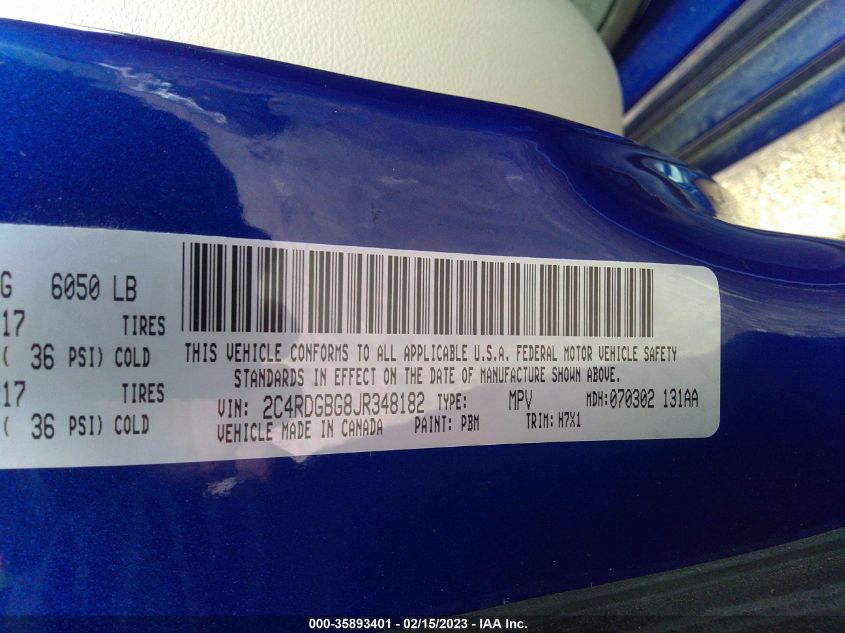 G 6050 LB
17 TIRES
( 36 PSI) COLD
17 TIRES
( 36 PSI) COLD
THIS VEHICLE CONFORMS TO ALL APPLICABLE U.S.A. FEDERAL MOTOR VEHICLE SAFETY
STANDARDS IN EFFECT ON THE DATE OF MANUFACTURE SHOWN ABOVE.
VIN: 2C4RDGBG8JR348182 TYPE: MPV MDH: 070302 131AA
VEHICLE MADE IN CANADA PAINT: PBM TRIM: H7X1
000-35893401 - 02/15/2023 - IAA Inc.